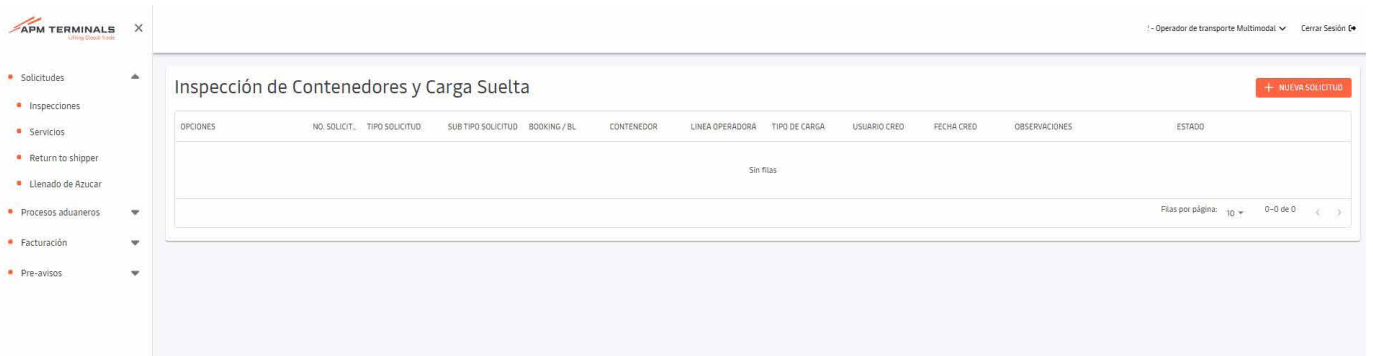 APM TERMINALS
Lifting Global Trade
: - Operador de transporte Multimodal
Cerrar Sesión
Solicitudes
Inspecciones
Servicios
Return to shipper
Llenado de Azucar
Procesos aduaneros
Facturación
Pre-avisos
Inspección de Contenedores y Carga Suelta
+ NUEVA SOLICITUD
OPCIONES NO. SOLICIT... TIPO SOLICITUD SUB TIPO SOLICITUD BOOKING / BL CONTENEDOR LINEA OPERADORA TIPO DE CARGA USUARIO CREO FECHA CREO OBSERVACIONES ESTADO
Sin filas
Filas por página: 10 0–0 de 0